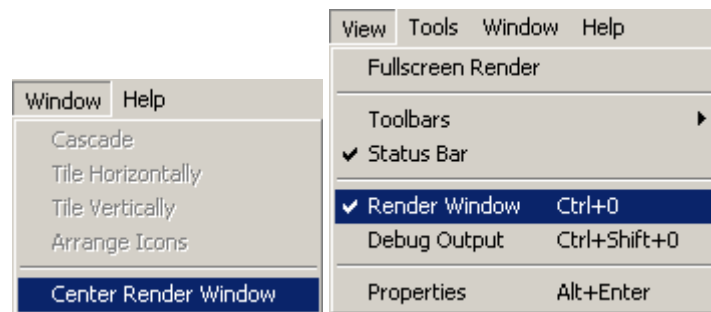 Window Help
Cascade
Tile Horizontally
Tile Vertically
Arrange Icons
Center Render Window
View Tools Window Help
Fullscreen Render
Toolbars
Status Bar
Render Window Ctrl+0
Debug Output Ctrl+Shift+0
Properties Alt+Enter